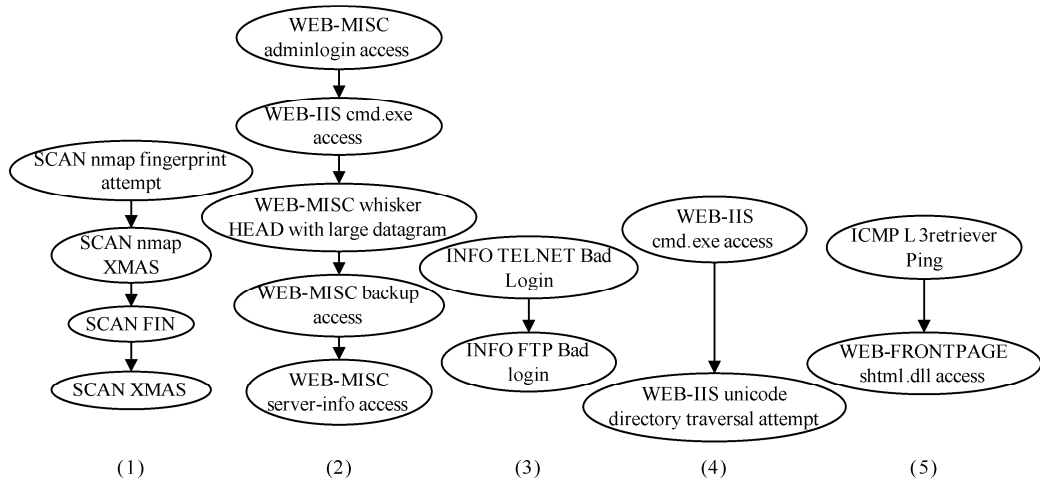 SCAN nmap fingerprint
attempt
SCAN nmap
XMAS
SCAN FIN
SCAN XMAS
(1)
WEB-MISC
adminlogin access
WEB-IIS cmd.exe
access
WEB-MISC whisker
HEAD with large datagram
WEB-MISC backup
access
WEB-MISC
server-info access
(2)
INFO TELNET Bad
Login
INFO FTP Bad
login
(3)
WEB-IIS
cmd.exe access
WEB-IIS unicode
directory traversal attempt
(4)
ICMP L 3retriever
Ping
WEB-FRONTPAGE
shtml.dll access
(5)